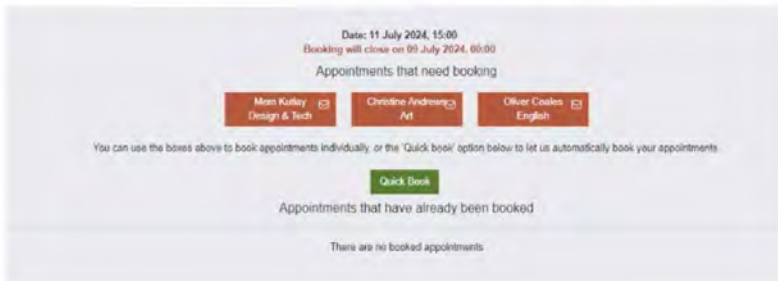 Date: 11 July 2024, 15:00
Booking will close on 09 July 2024, 00:00
Appointments that need booking
Mem Kutlay
Design & Tech
Christine Andrews
Art
Oliver Coales
English
You can use the boxes above to book appointments individually, or the 'Quick book' option below to let us automatically book your appointments
Quick Book
Appointments that have already been booked
There are no booked appointments